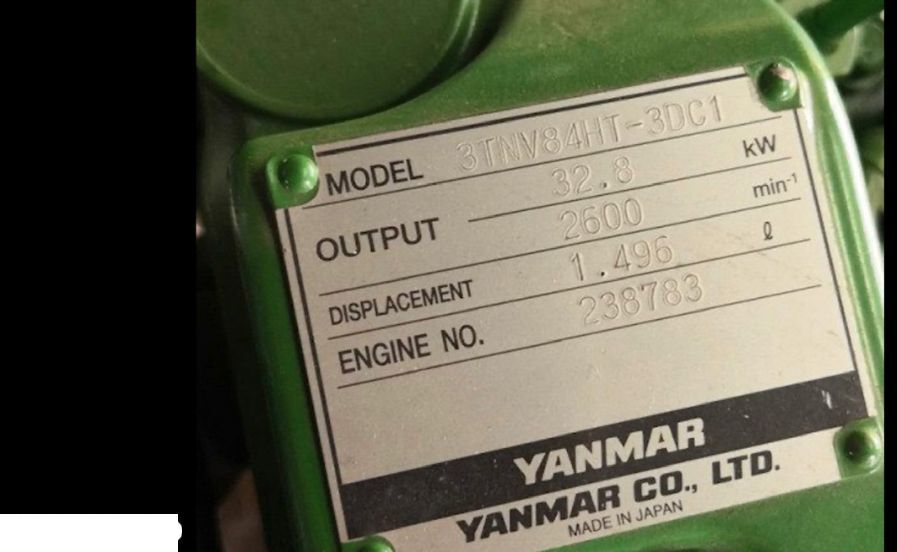 MODEL 3TNV84HT-3DC1
OUTPUT 32.8 kW
2600 min-1
DISPLACEMENT 1.496 ℓ
ENGINE NO. 238783
YANMAR
YANMAR CO., LTD.
MADE IN JAPAN